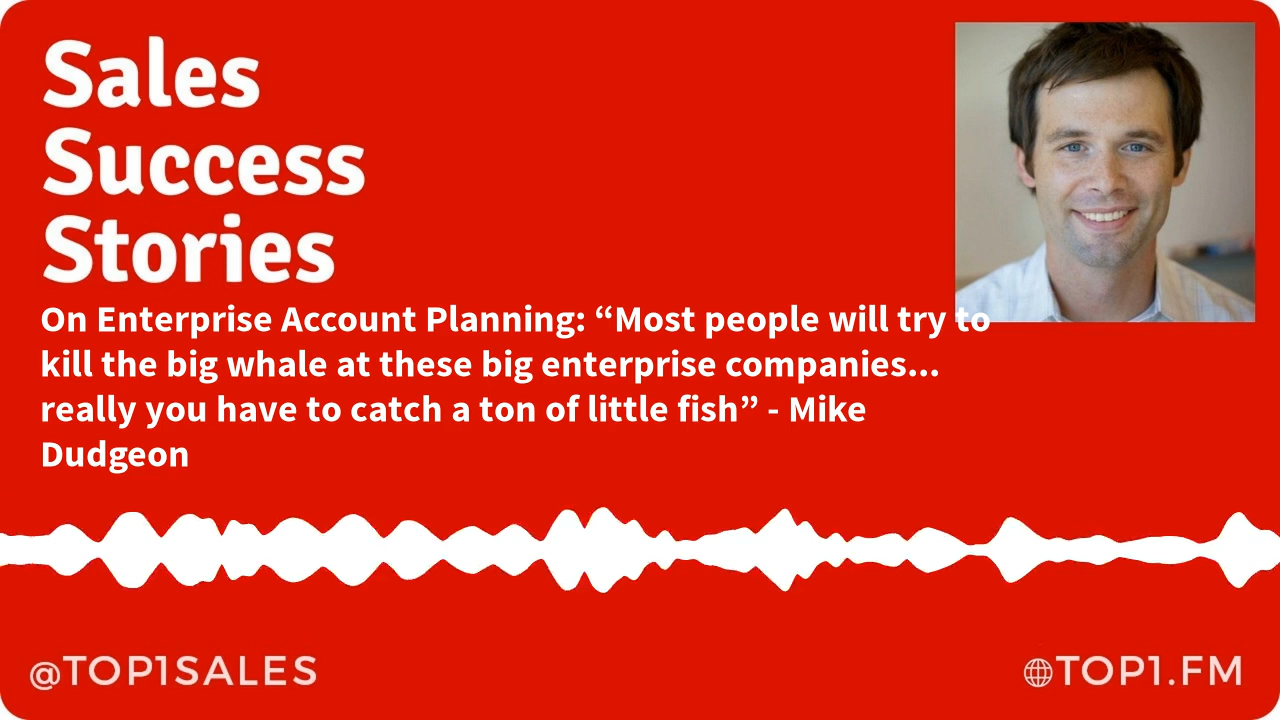 Sales
Success
Stories
On Enterprise Account Planning: “Most people will try to
kill the big whale at these big enterprise companies...
really you have to catch a ton of little fish” - Mike
Dudgeon
@TOP1SALES
TOP1.FM